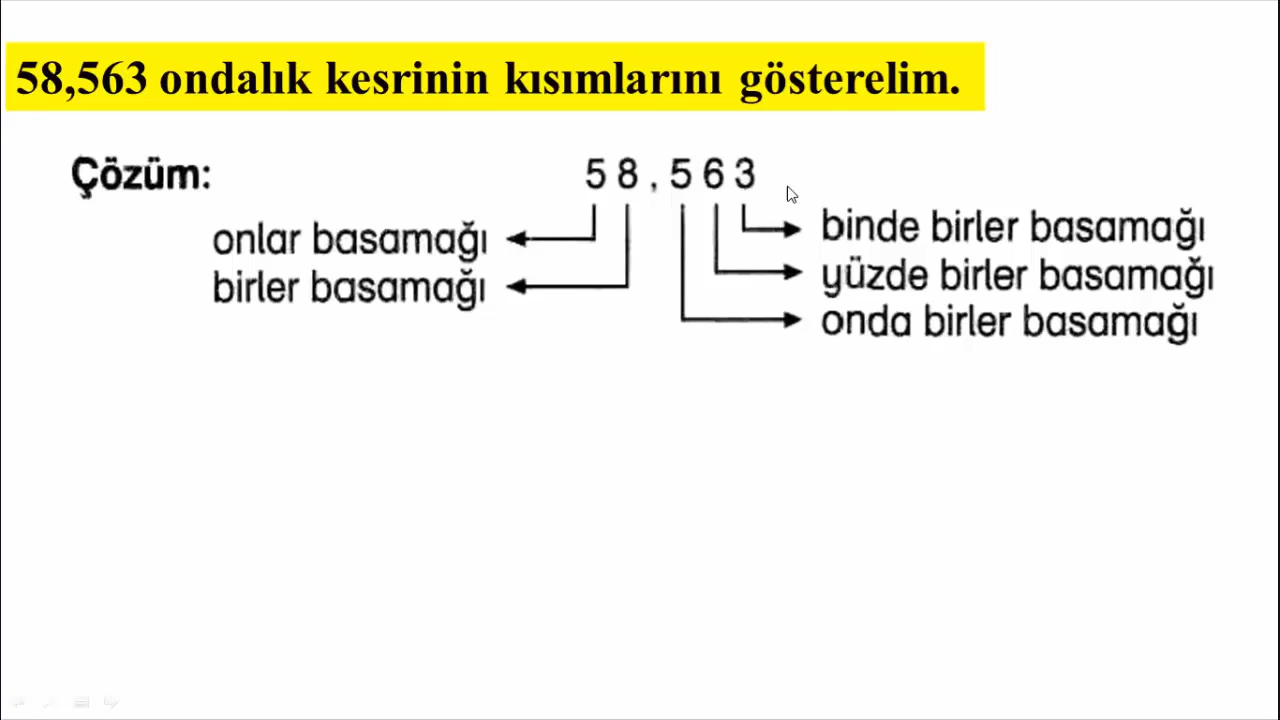 58,563 ondalık kesrinin kısımlarını gösterelim.
Çözüm:
58,563
onlar basamağı
birler basamağı
binde birler basamağı
yüzde birler basamağı
onda birler basamağı